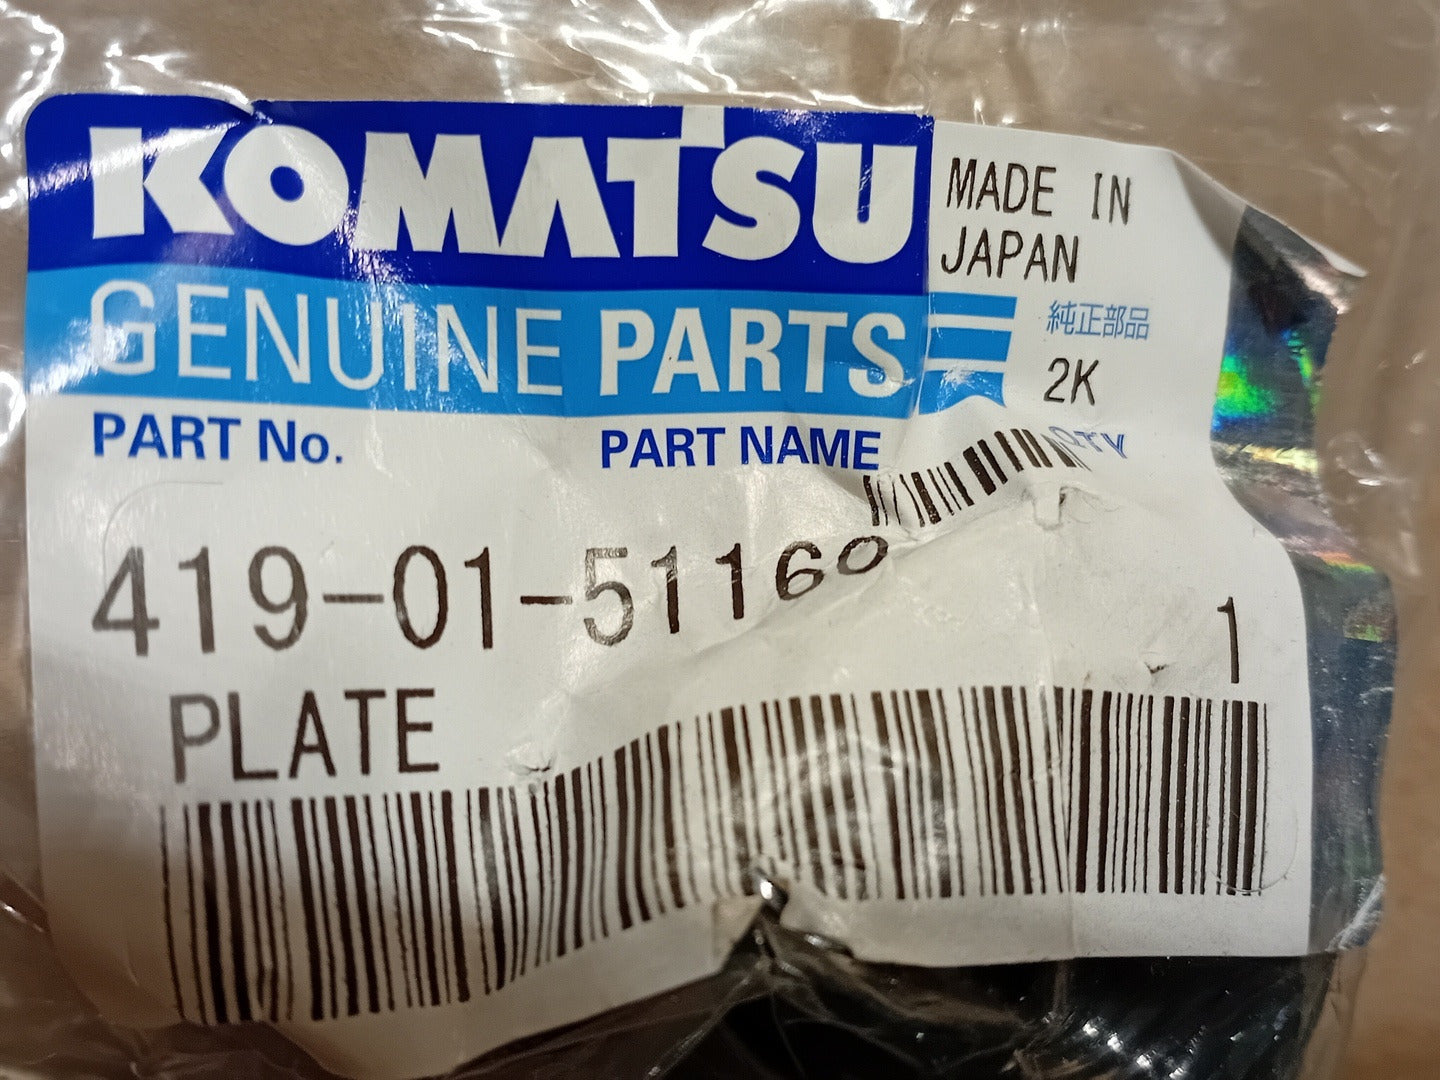 KOMATSU
MADE IN
JAPAN
GENUINE PARTS
純正部品
2K
PART No.
PART NAME
QTY
419-01-51160
1
PLATE